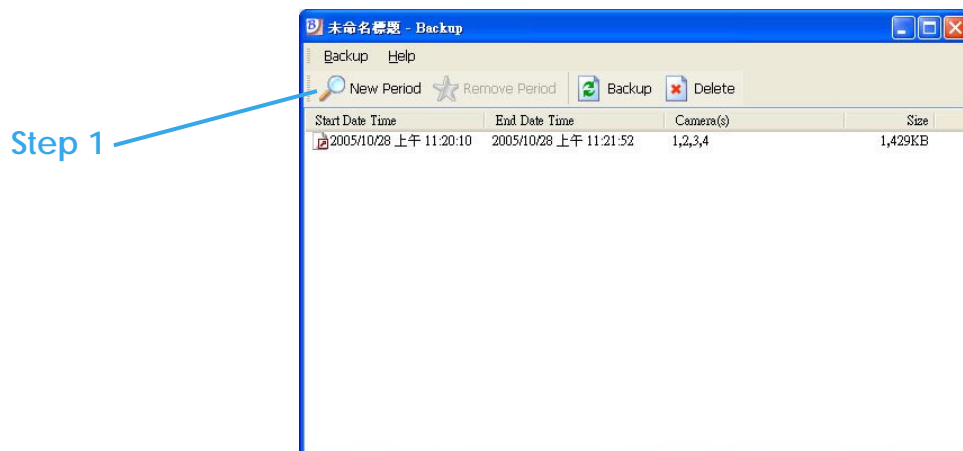 未命名標題 - Backup
Backup Help
New Period Remove Period Backup Delete
Start Date Time End Date Time Camera(s) Size
2005/10/28 上午 11:20:10 2005/10/28 上午 11:21:52 1,2,3,4 1,429KB
Step 1